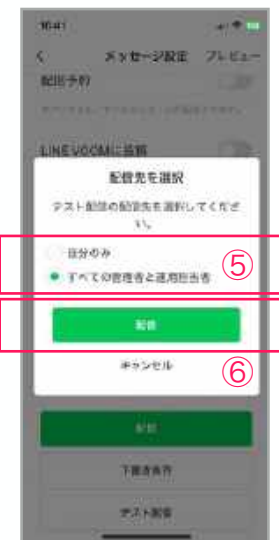 16:41
メッセージ設定 プレビュー
配信予約
LINE VOOMに投稿
配信先を選択
テスト配信の配信先を選択してくださ
い。
自分のみ
⑤
すべての管理者と運用担当者
配信
キャンセル
⑥
配信
下書き保存
テスト配信